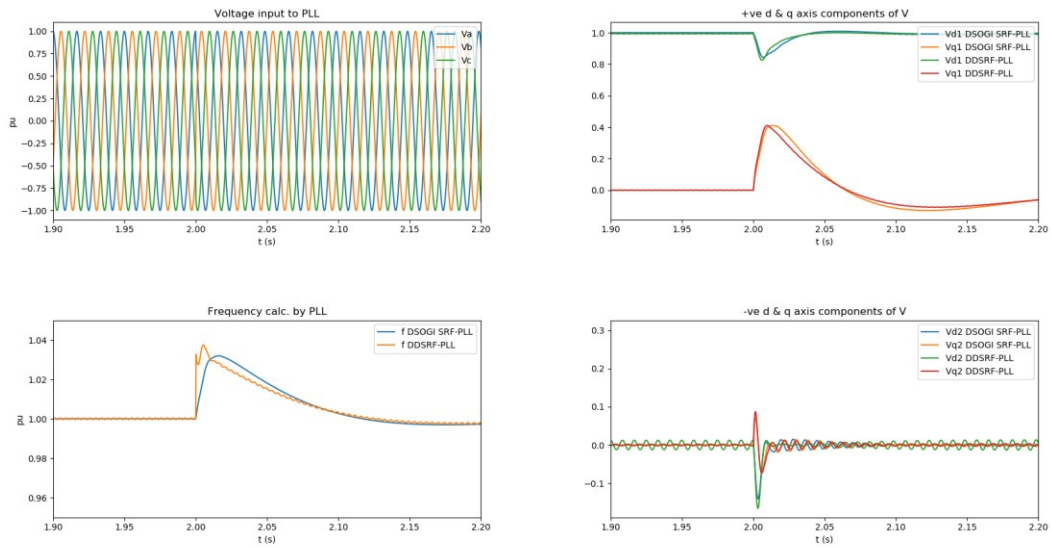 Voltage input to PLL
1.00
0.75
0.50
0.25
0.00
−0.25
−0.50
−0.75
−1.00
pu
Va
Vb
Vc
1.90 1.95 2.00 2.05 2.10 2.15 2.20
t (s)
+ve d & q axis components of V
1.0
0.8
0.6
0.4
0.2
0.0
Vd1 DSOGI SRF-PLL
Vq1 DSOGI SRF-PLL
Vd1 DDSRF-PLL
Vq1 DDSRF-PLL
1.90 1.95 2.00 2.05 2.10 2.15 2.20
t (s)
Frequency calc. by PLL
1.04
1.02
1.00
0.98
0.96
pu
f DSOGI SRF-PLL
f DDSRF-PLL
1.90 1.95 2.00 2.05 2.10 2.15 2.20
t (s)
-ve d & q axis components of V
0.3
0.2
0.1
0.0
−0.1
Vd2 DSOGI SRF-PLL
Vq2 DSOGI SRF-PLL
Vd2 DDSRF-PLL
Vq2 DDSRF-PLL
1.90 1.95 2.00 2.05 2.10 2.15 2.20
t (s)